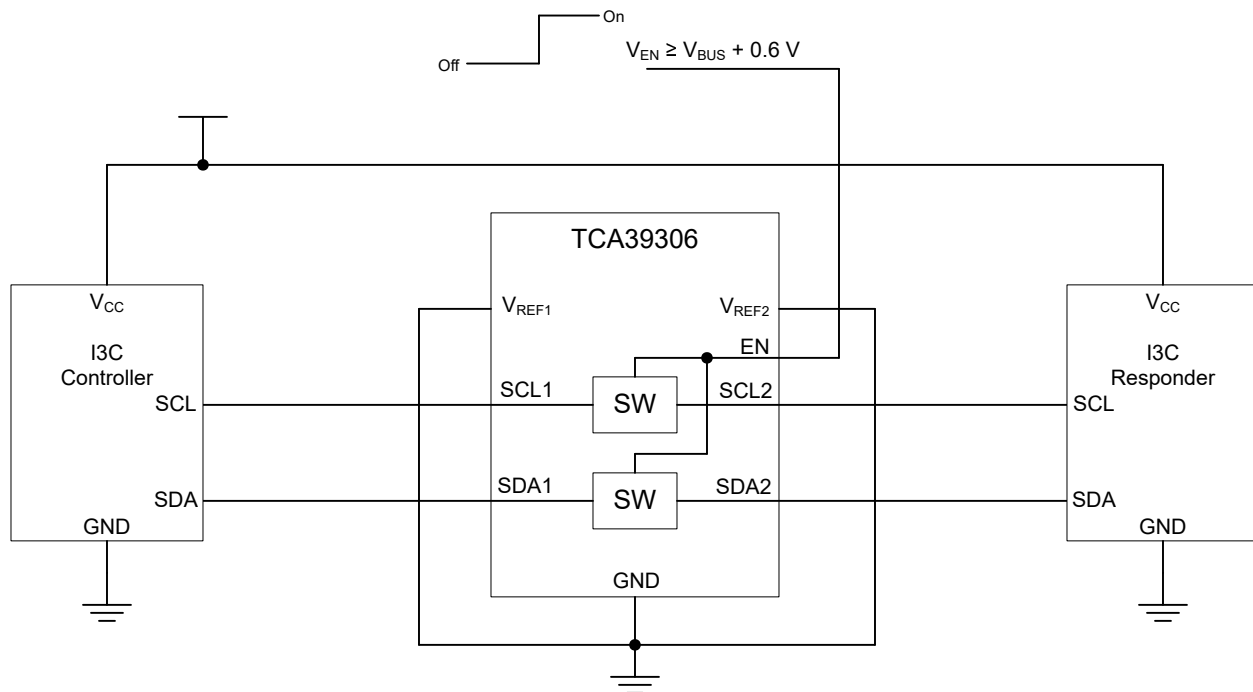 On
Off
V_EN ≥ V_BUS + 0.6 V
TCA39306
V_CC
I3C
Controller
SCL
SDA
GND
V_REF1
V_REF2
EN
SCL1
SW
SCL2
SDA1
SW
SDA2
GND
V_CC
I3C
Responder
SCL
SDA
GND